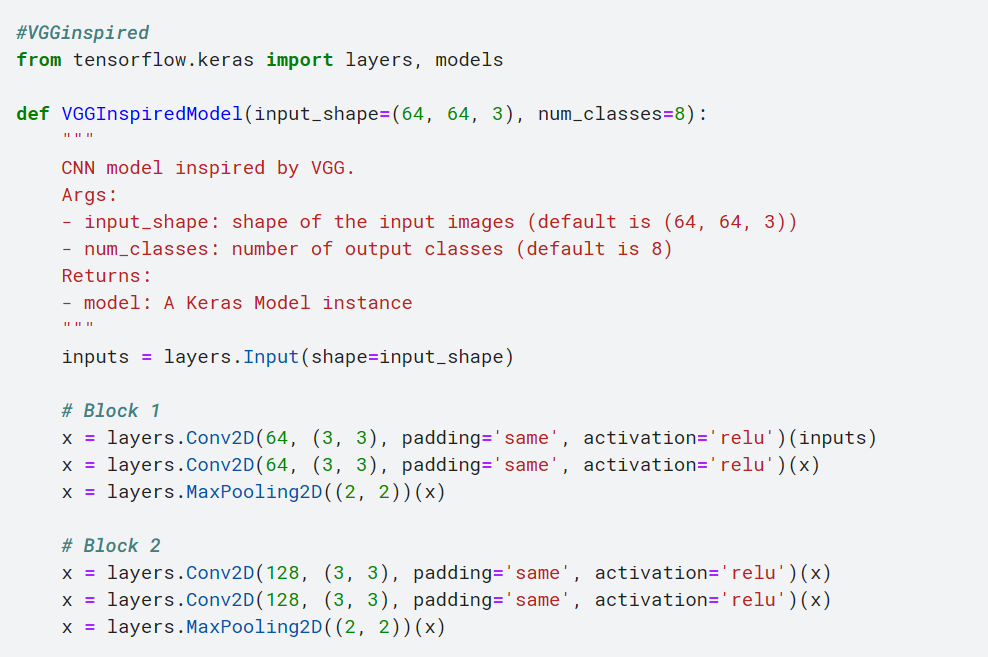 #VGGinspired
from tensorflow.keras import layers, models
def VGGInspiredModel(input_shape=(64, 64, 3), num_classes=8):
    """
    CNN model inspired by VGG.
    Args:
    - input_shape: shape of the input images (default is (64, 64, 3))
    - num_classes: number of output classes (default is 8)
    Returns:
    - model: A Keras Model instance
    """
    inputs = layers.Input(shape=input_shape)
    # Block 1
    x = layers.Conv2D(64, (3, 3), padding='same', activation='relu')(inputs)
    x = layers.Conv2D(64, (3, 3), padding='same', activation='relu')(x)
    x = layers.MaxPooling2D((2, 2))(x)
    # Block 2
    x = layers.Conv2D(128, (3, 3), padding='same', activation='relu')(x)
    x = layers.Conv2D(128, (3, 3), padding='same', activation='relu')(x)
    x = layers.MaxPooling2D((2, 2))(x)